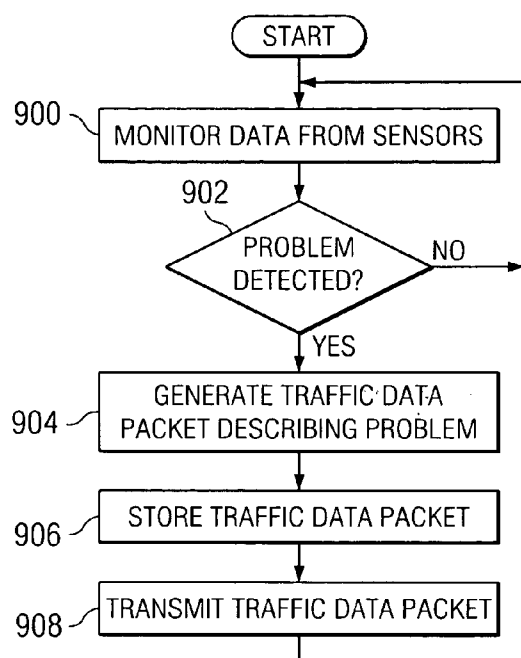 START
900
MONITOR DATA FROM SENSORS
902
PROBLEM
DETECTED?
NO
YES
904
GENERATE TRAFFIC DATA
PACKET DESCRIBING PROBLEM
906
STORE TRAFFIC DATA PACKET
908
TRANSMIT TRAFFIC DATA PACKET